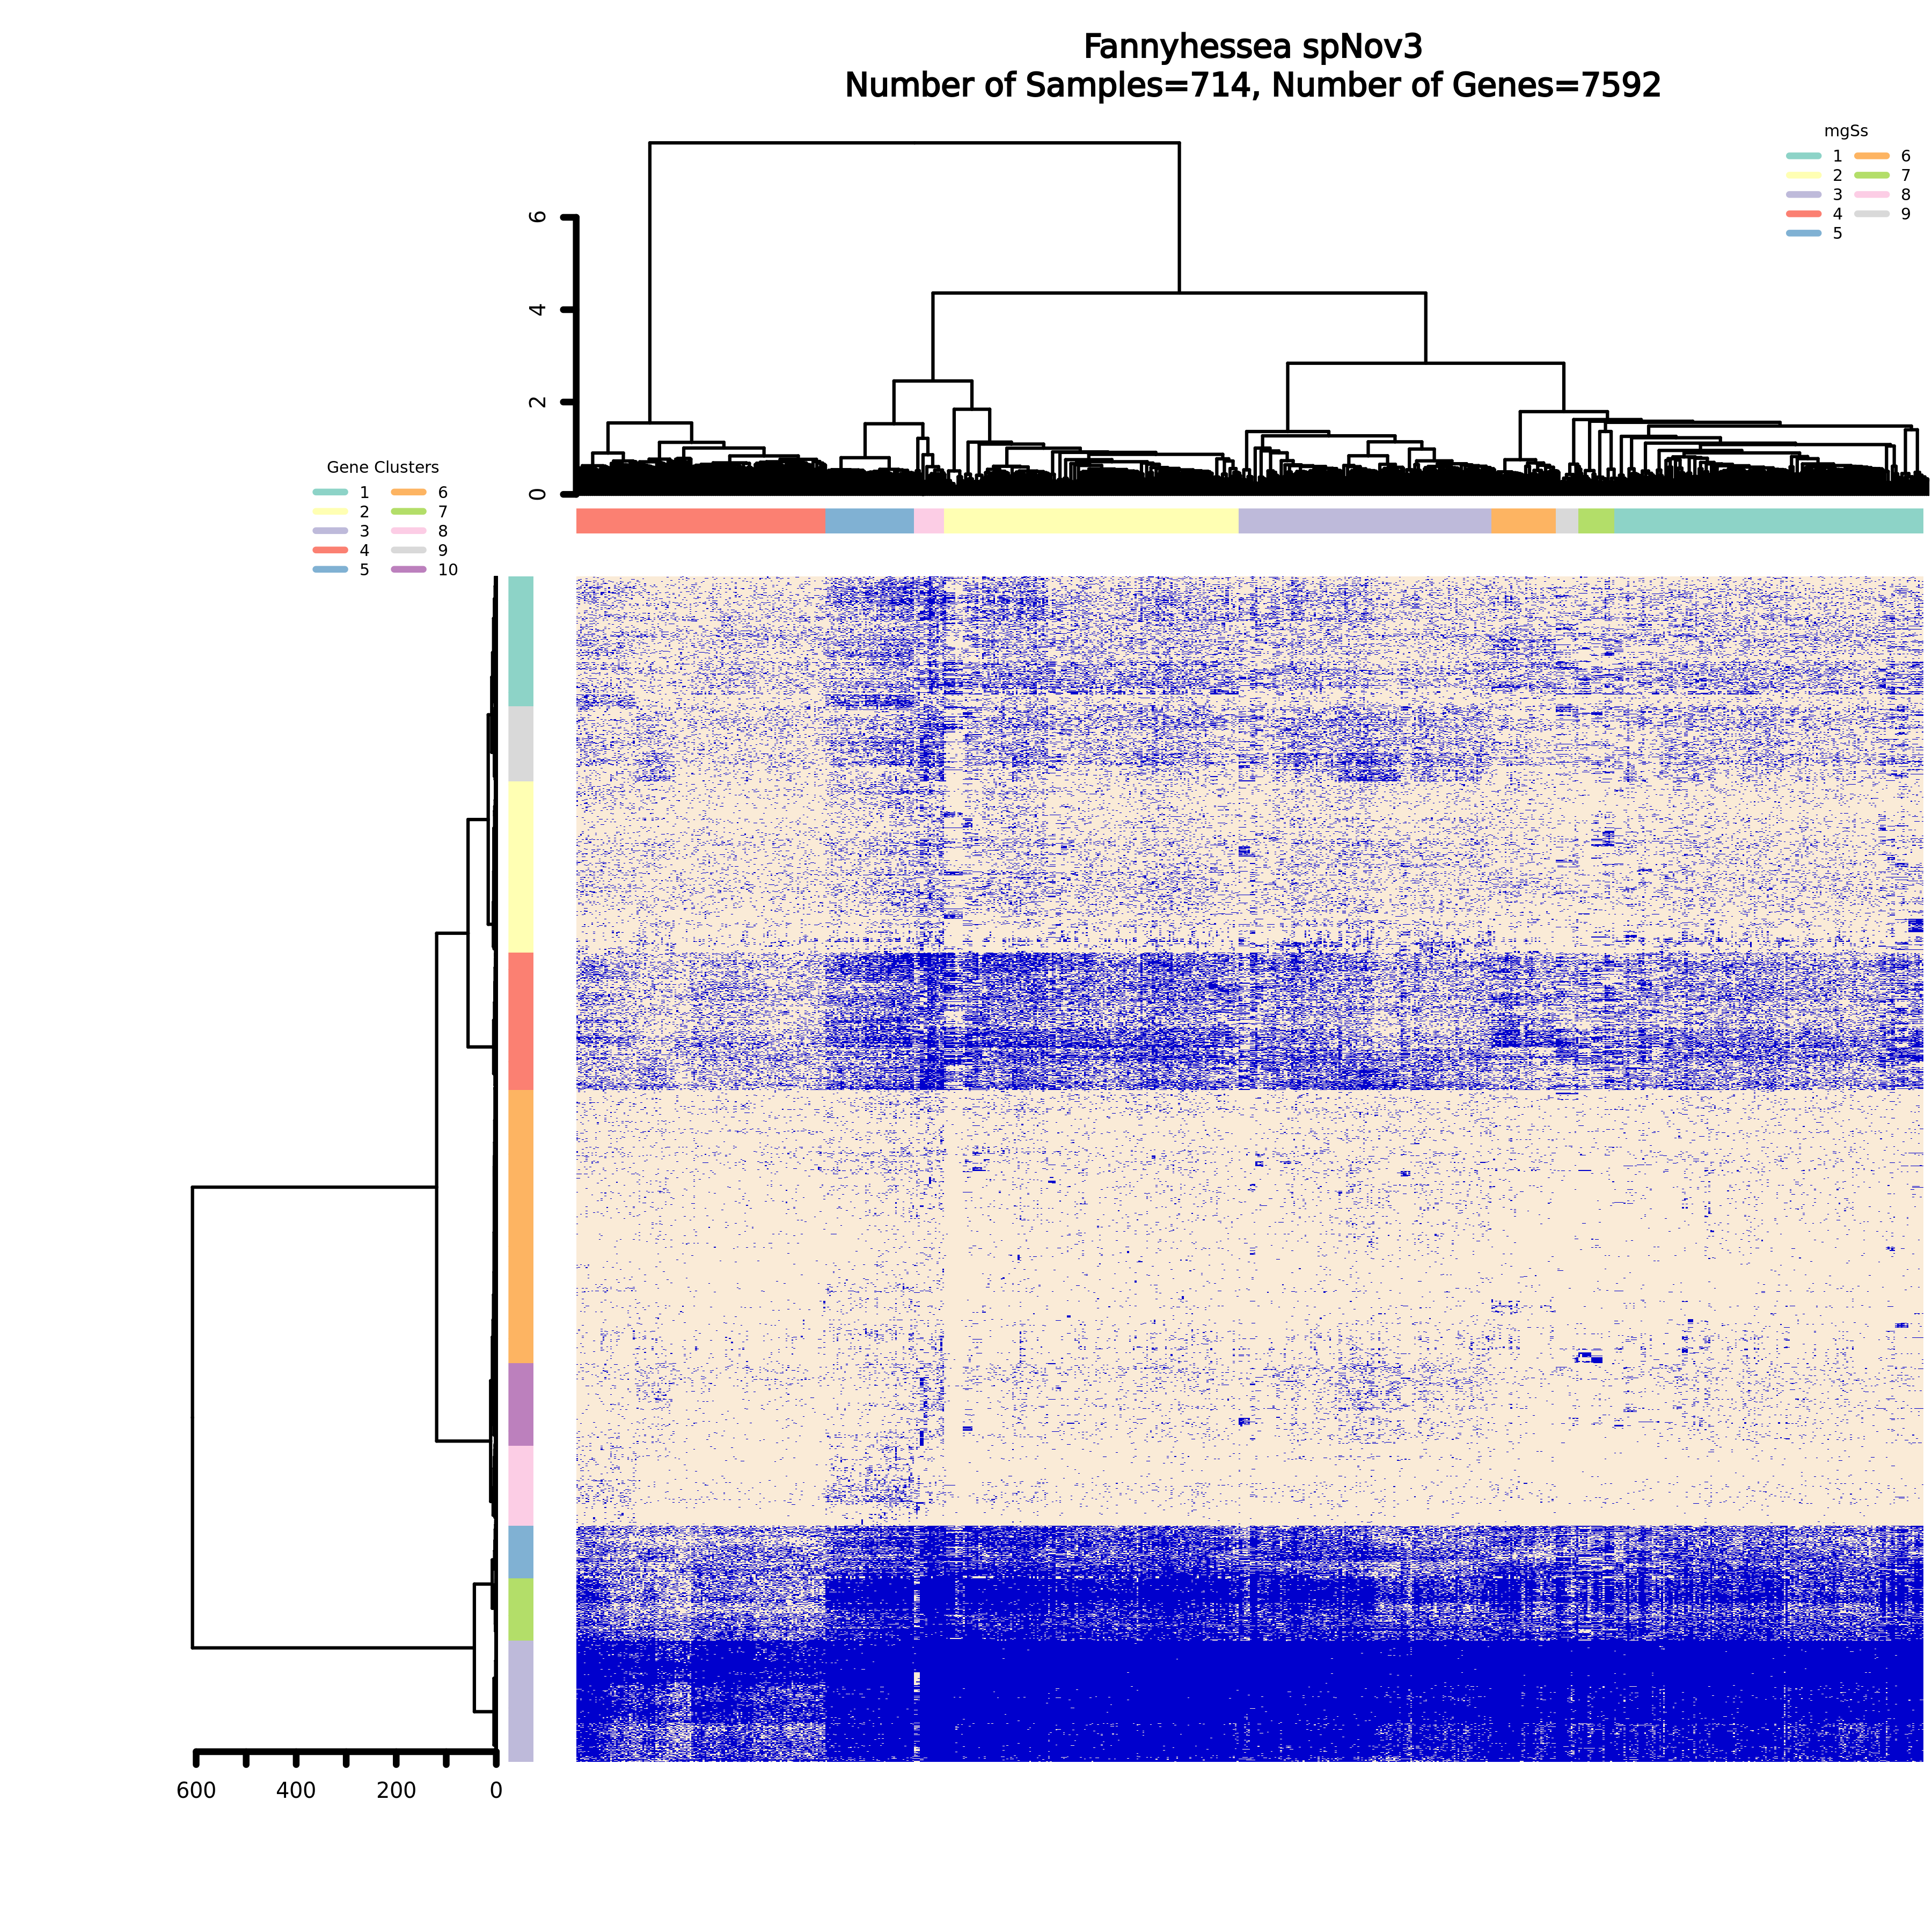 Fannyhessea spNov3
Number of Samples=714, Number of Genes=7592
mgSs
1 6
2 7
3 8
4 9
5
6
4
2
0
Gene Clusters
1 6
2 7
3 8
4 9
5 10
600 400 200 0